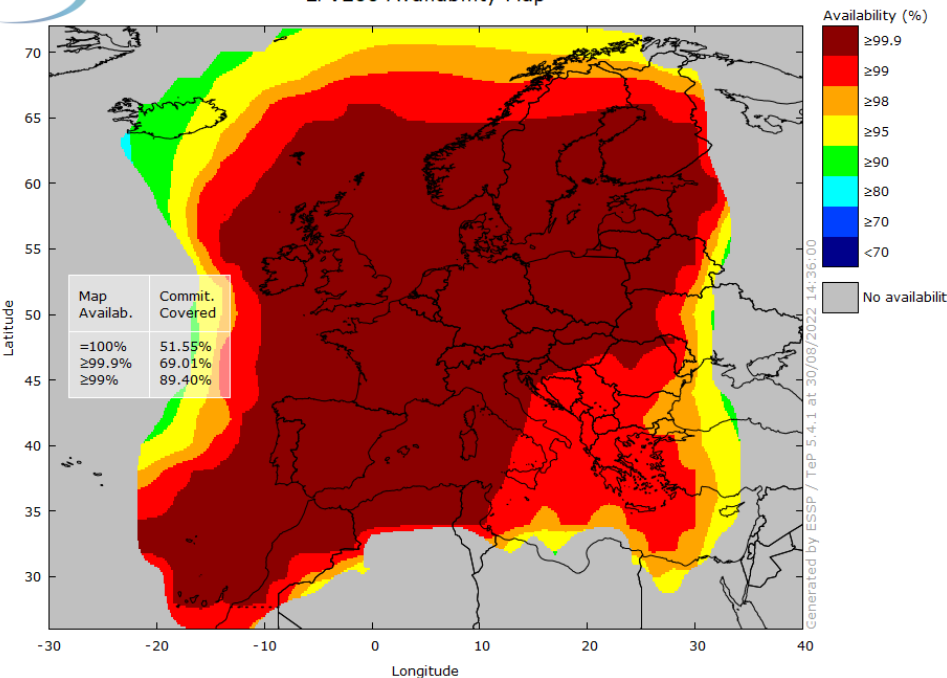 Availability Map
Availability (%)
≥99.9
≥99
≥98
≥95
≥90
≥80
≥70
<70
No availabilit
Map Availab.
Commit. Covered
=100% 51.55%
≥99.9% 69.01%
≥99% 89.40%
Latitude
70
65
60
55
50
45
40
35
30
-30 -20 -10 0 10 20 30 40
Longitude
Generated by ESSP / TeP 5.4.1 at 30/08/2022 14:36:00